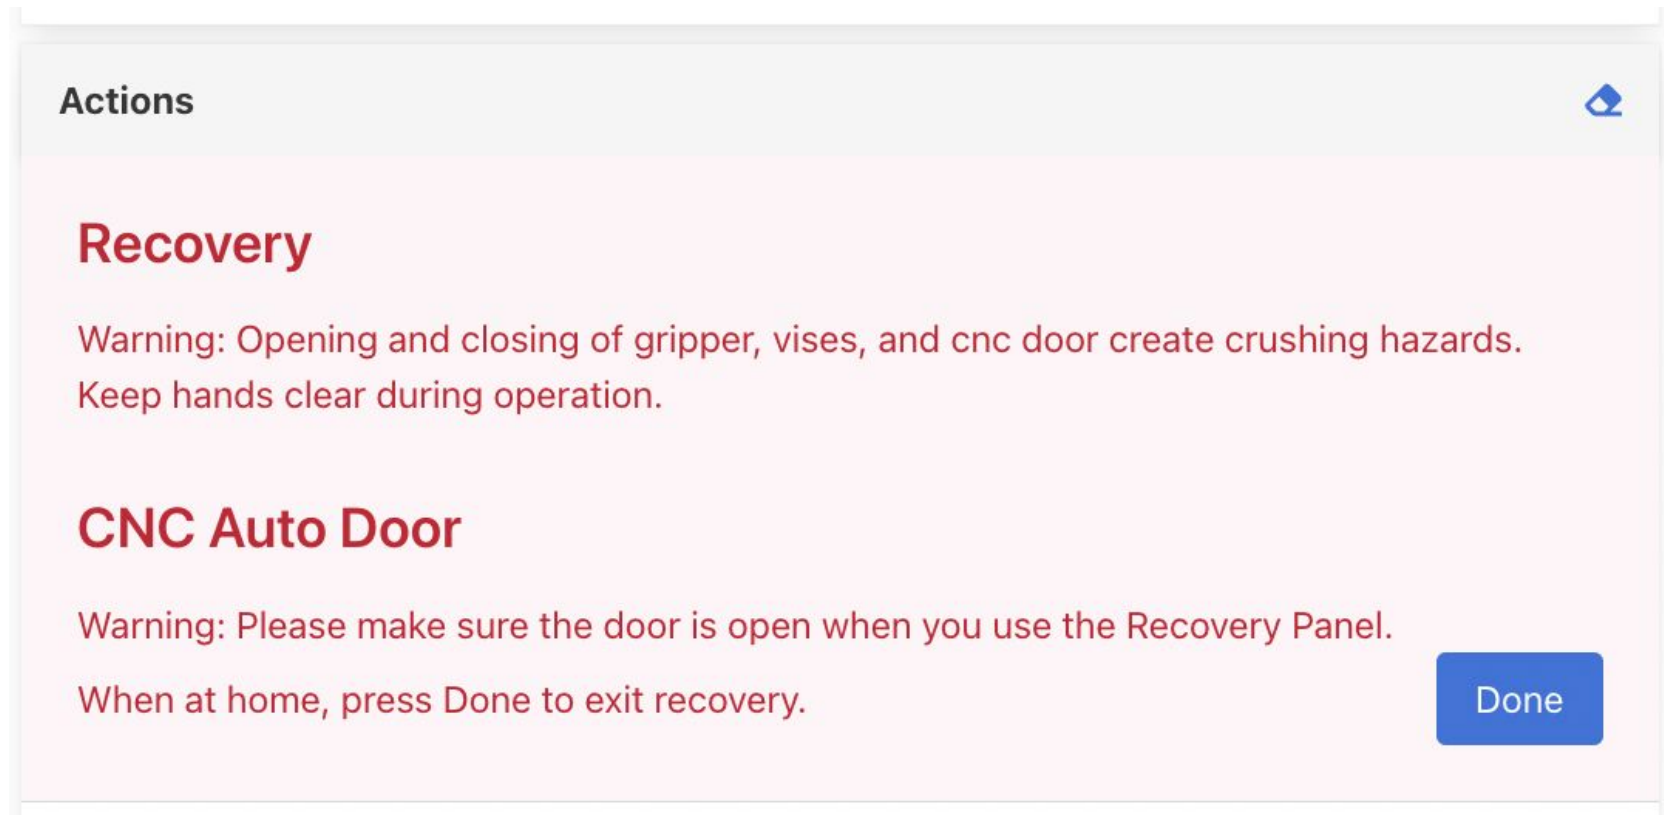 Actions
Recovery
Warning: Opening and closing of gripper, vises, and cnc door create crushing hazards.
Keep hands clear during operation.
CNC Auto Door
Warning: Please make sure the door is open when you use the Recovery Panel.
When at home, press Done to exit recovery.
Done